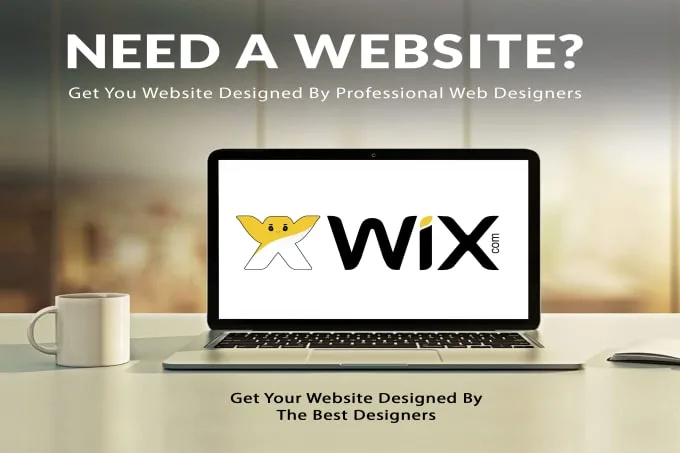 NEED A WEBSITE?
Get You Website Designed By Professional Web Designers
WiX
com
Get Your Website Designed By
The Best Designers